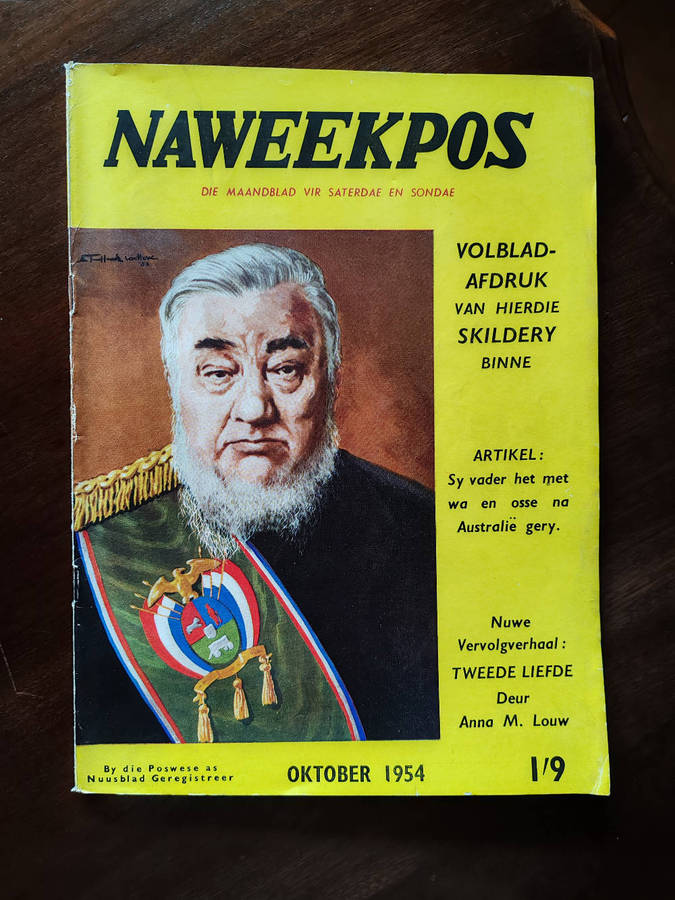 NAWEEKPOS
DIE MAANDBLAD VIR SATERDAE EN SONDAE
VOLBLAD-
AFDRUK
VAN HIERDIE
SKILDERY
BINNE
ARTIKEL:
Sy vader het met
wa en osse na
Australië gery.
Nuwe
Vervolgverhaal:
TWEEDE LIEFDE
Deur
Anna M. Louw
By die Poswese as
Nuusblad Geregistreer
OKTOBER 1954
1/9